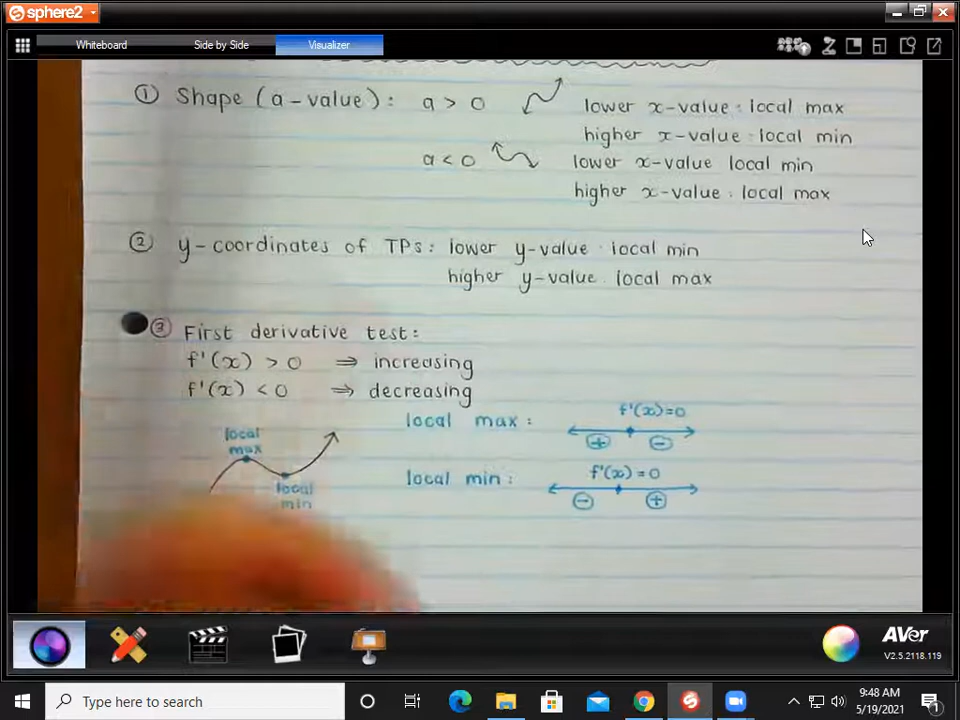 sphere2
Whiteboard
Side by Side
Visualizer
① Shape (a-value): a > 0 lower x-value: local max
higher x-value: local min
a < 0 lower x-value local min
higher x-value: local max
② y-coordinates of TPs: lower y-value: local min
higher y-value: local max
③ First derivative test:
f'(x) > 0 ⇒ increasing
f'(x) < 0 ⇒ decreasing
local max
local min
local max: f'(x)=0
+ −
local min: f'(x)=0
− +
AVer
V2.5.2118.119
Type here to search
9:48 AM
5/19/2021
1